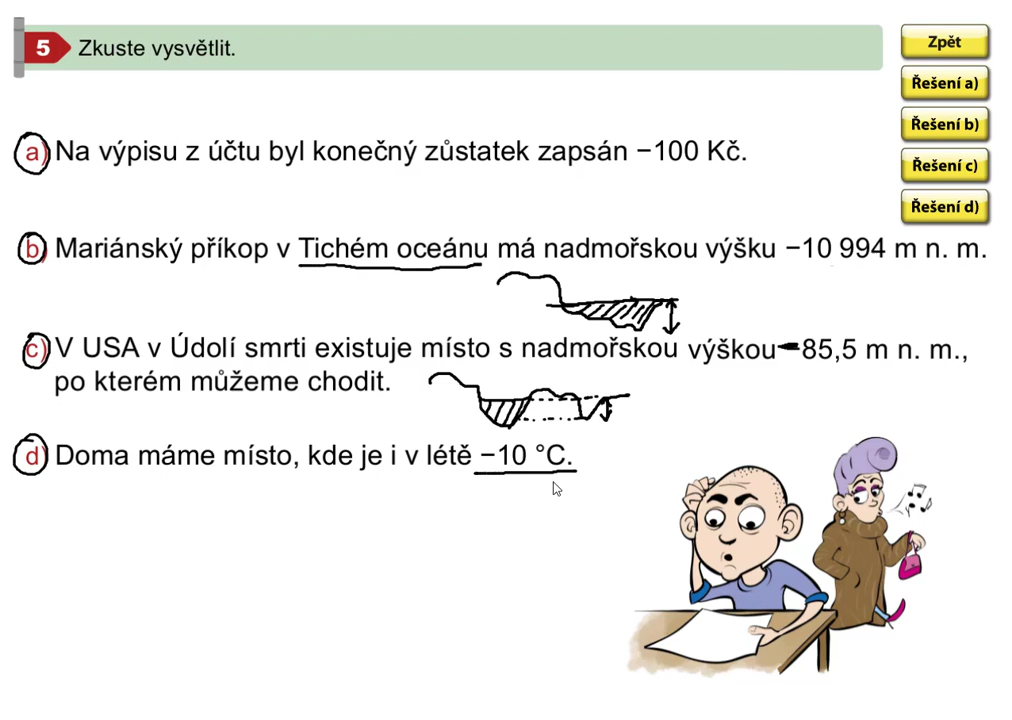 5 Zkuste vysvětlit.
Zpět
Řešení a)
Řešení b)
Řešení c)
Řešení d)
a) Na výpisu z účtu byl konečný zůstatek zapsán −100 Kč.
b) Mariánský příkop v Tichém oceánu má nadmořskou výšku −10 994 m n. m.
c) V USA v Údolí smrti existuje místo s nadmořskou výškou −85,5 m n. m.,
po kterém můžeme chodit.
d) Doma máme místo, kde je i v létě −10 °C.